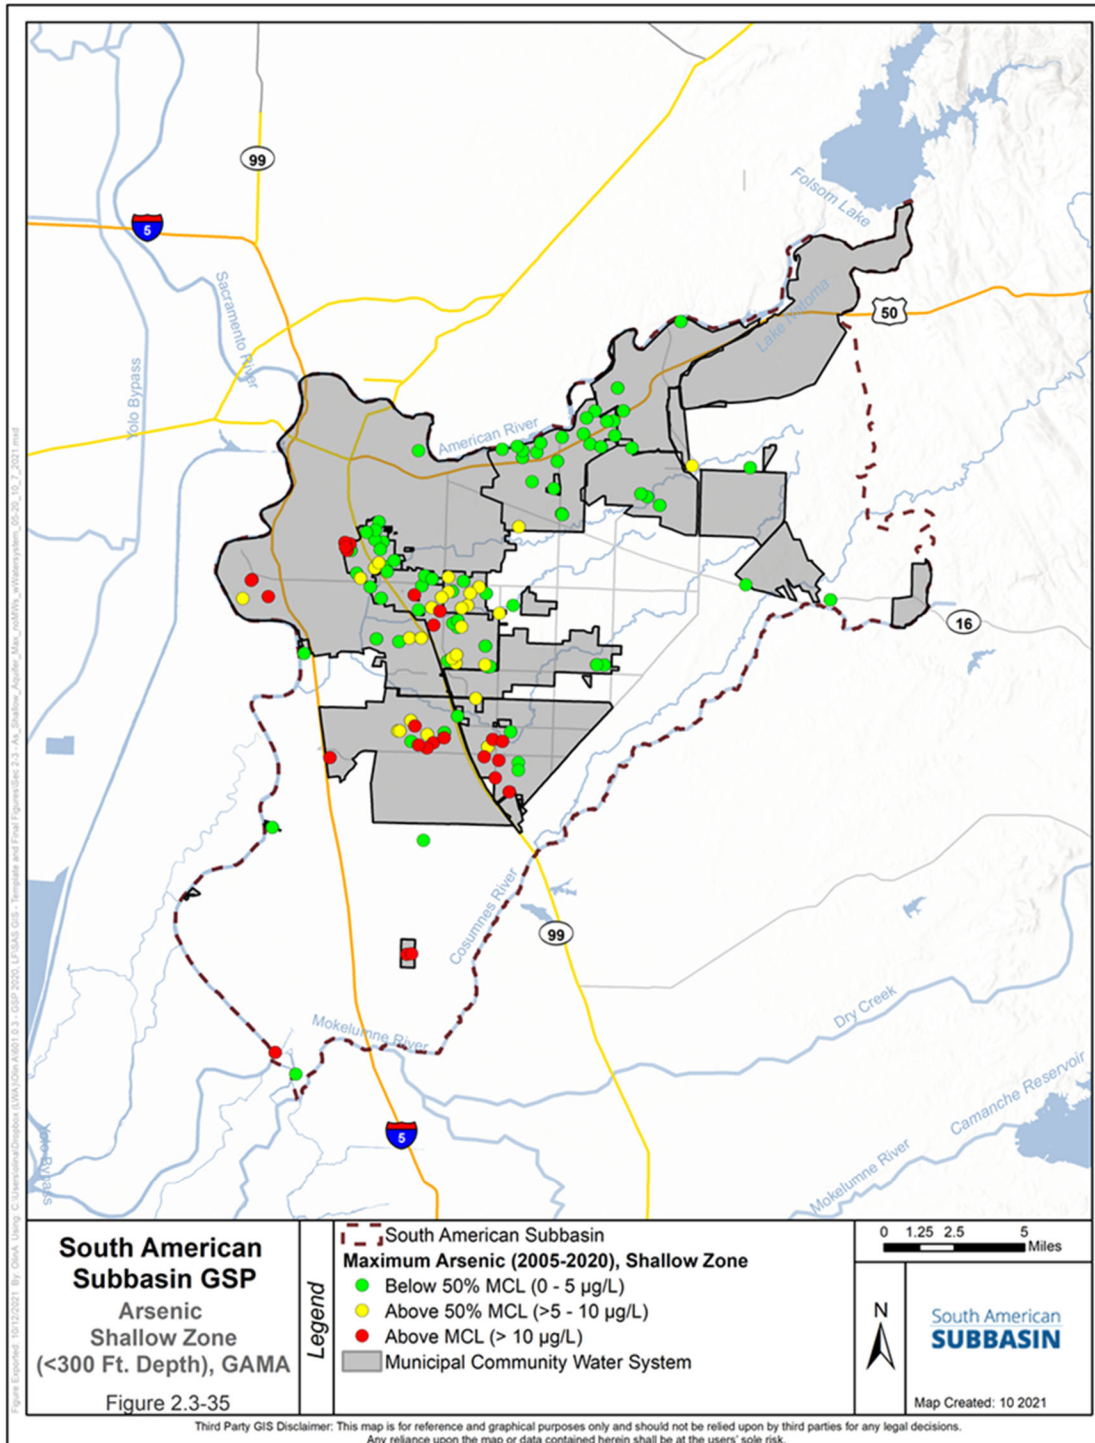 99
5
Folsom Lake
Sacramento River
Lake Natoma
50
Yolo Bypass
American River
16
Cosumnes River
99
Mokelumne River
Dry Creek
5
Camanche Reservoir
Mokelumne River
Yolo Bypass
South American
Subbasin GSP
Arsenic
Shallow Zone
(<300 Ft. Depth), GAMA
Figure 2.3-35
Legend
South American Subbasin
Maximum Arsenic (2005-2020), Shallow Zone
Below 50% MCL (0 - 5 µg/L)
Above 50% MCL (>5 - 10 µg/L)
Above MCL (> 10 µg/L)
Municipal Community Water System
0 1.25 2.5 5
Miles
N
South American
SUBBASIN
Map Created: 10 2021
Third Party GIS Disclaimer: This map is for reference and graphical purposes only and should not be relied upon by third parties for any legal decisions.
Any reliance upon the map or data contained herein shall be at the users' sole risk.